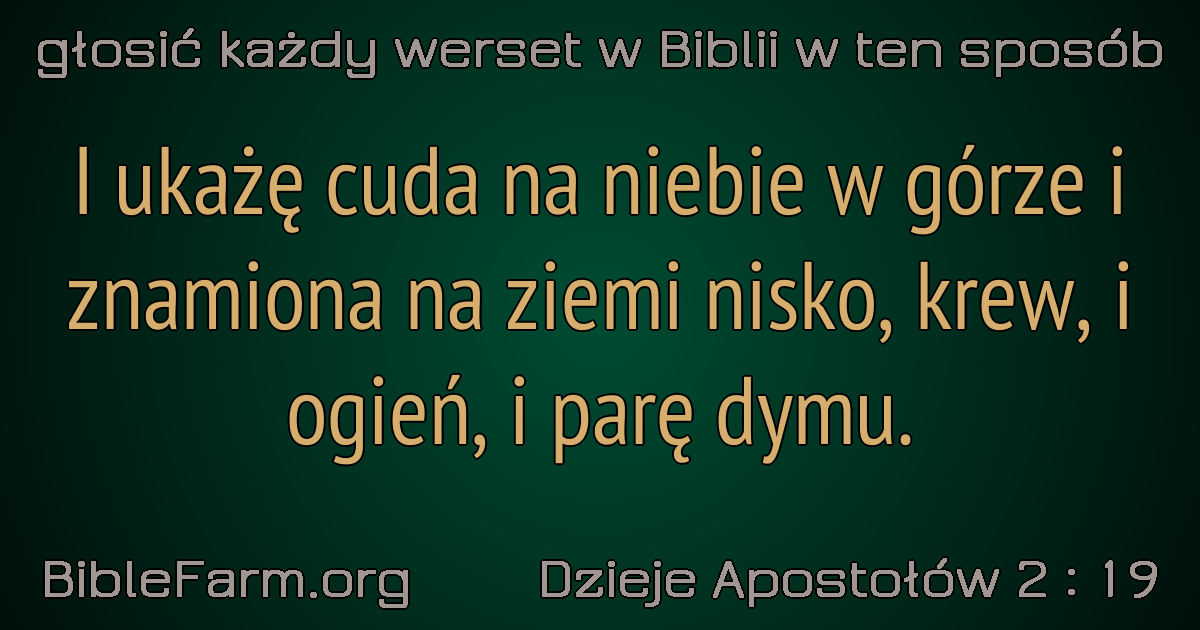 głosić każdy werset w Biblii w ten sposób
I ukażę cuda na niebie w górze i
znamiona na ziemi nisko, krew, i
ogień, i parę dymu.
BibleFarm.org Dzieje Apostołów 2 : 19